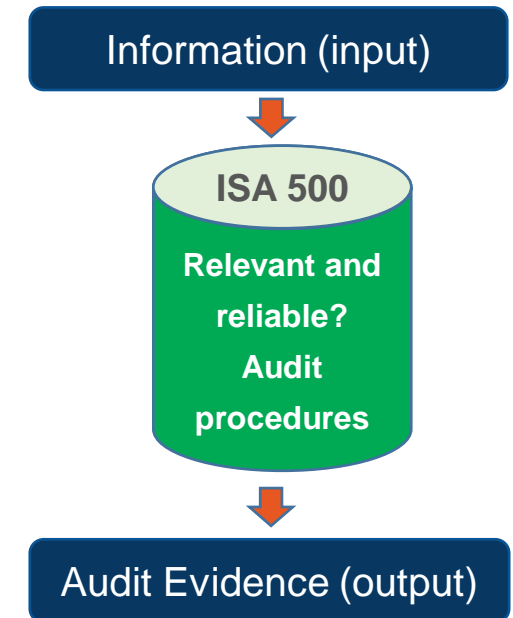 Information (input)
ISA 500
Relevant and
reliable?
Audit
procedures
Audit Evidence (output)